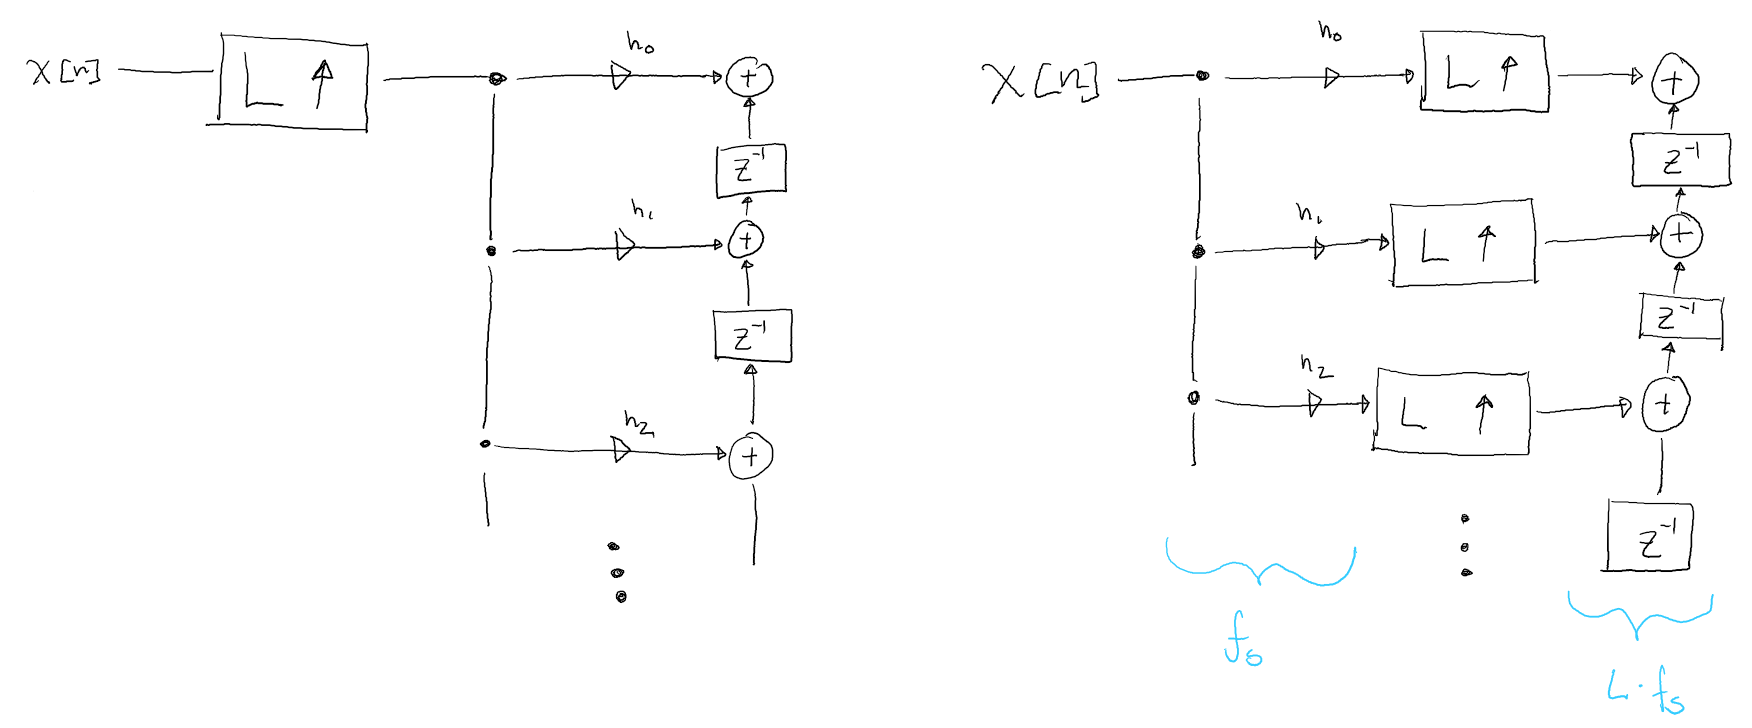 x[n]
L ↑
h₀
+
z⁻¹
h₁
+
z⁻¹
h₂
+
x[n]
h₀
L ↑
+
z⁻¹
h₁
L ↑
+
z⁻¹
h₂
L ↑
+
z⁻¹
fₛ
L · fₛ